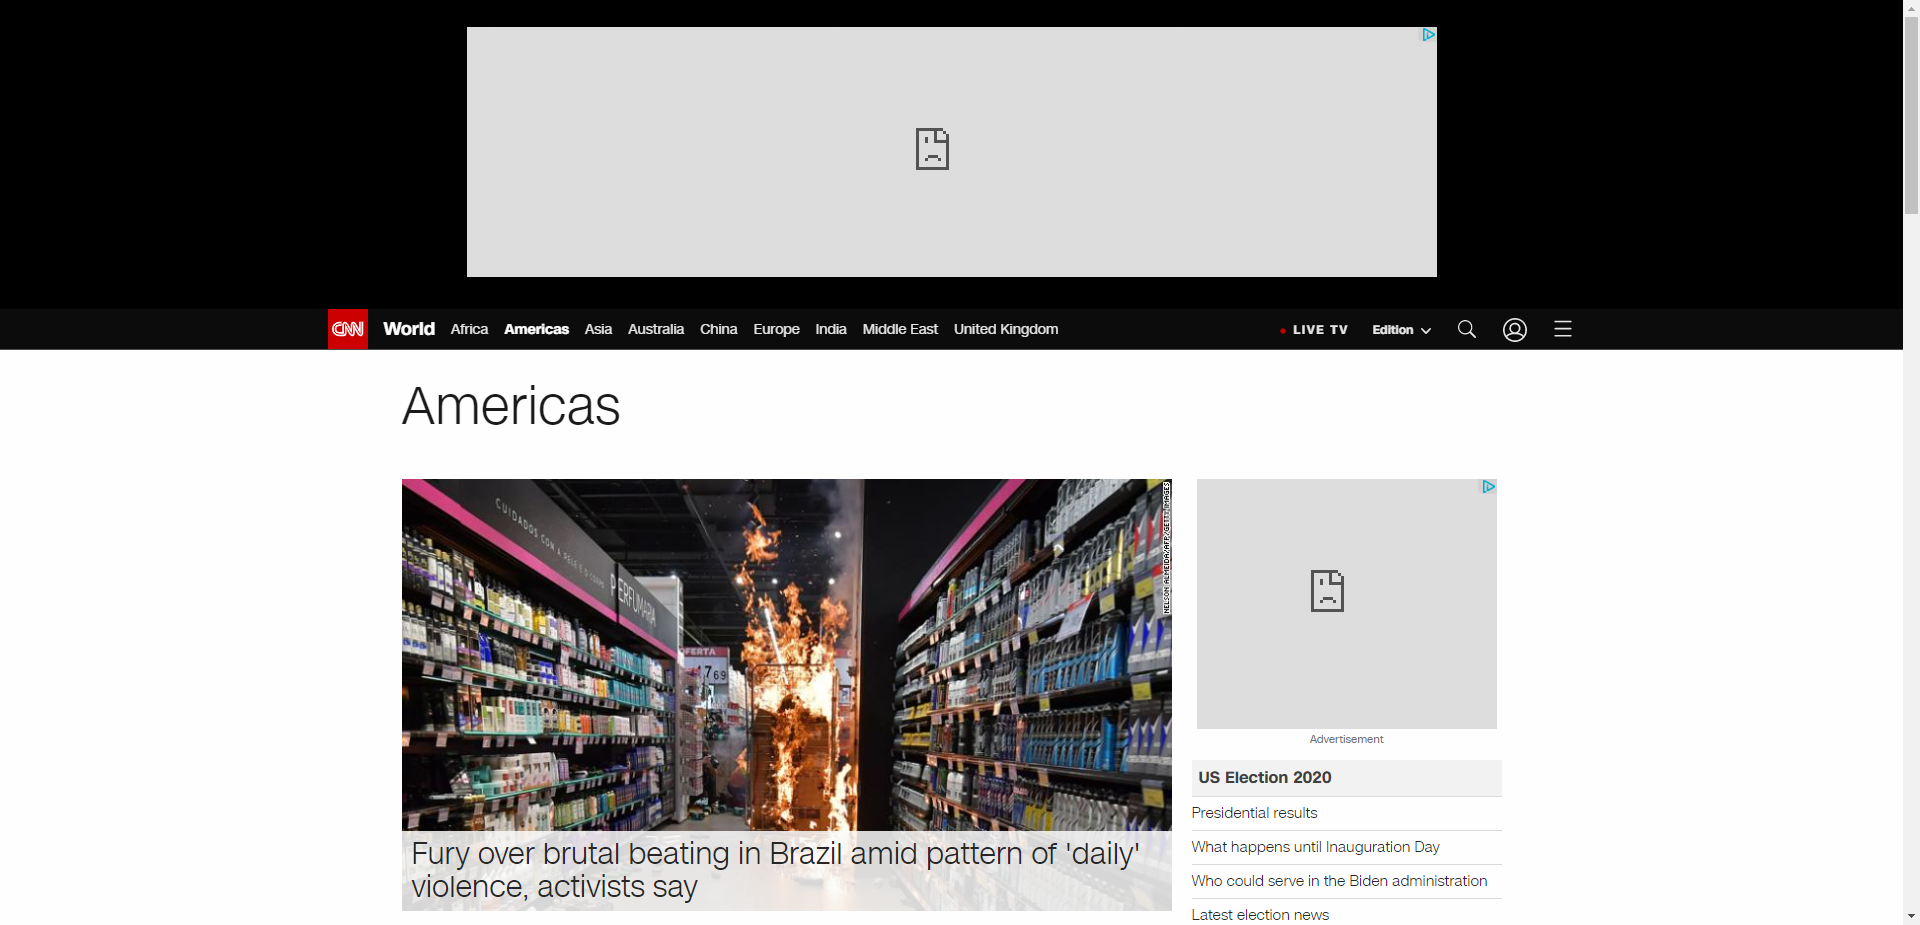 CNN
World
Africa
Americas
Asia
Australia
China
Europe
India
Middle East
United Kingdom
LIVE TV
Edition
Americas
CUIDADOS COM A PELE E O CORPO
PERFUMARIA
OFERTA
NELSON ALMEIDA/AFP/GETTY IMAGES
Fury over brutal beating in Brazil amid pattern of 'daily'
violence, activists say
Advertisement
US Election 2020
Presidential results
What happens until Inauguration Day
Who could serve in the Biden administration
Latest election news